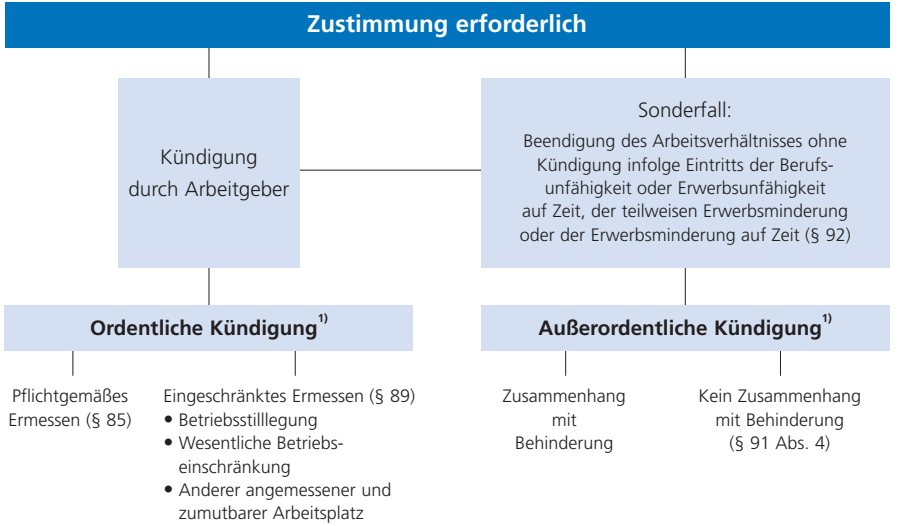 Zustimmung erforderlich
Kündigung
durch Arbeitgeber
Sonderfall:
Beendigung des Arbeitsverhältnisses ohne
Kündigung infolge Eintritts der Berufs-
unfähigkeit oder Erwerbsunfähigkeit
auf Zeit, der teilweisen Erwerbsminderung
oder der Erwerbsminderung auf Zeit (§ 92)
Ordentliche Kündigung¹⁾
Außerordentliche Kündigung¹⁾
Pflichtgemäßes
Ermessen (§ 85)
Eingeschränktes Ermessen (§ 89)
• Betriebsstilllegung
• Wesentliche Betriebs-
einschränkung
• Anderer angemessener und
zumutbarer Arbeitsplatz
Zusammenhang
mit
Behinderung
Kein Zusammenhang
mit Behinderung
(§ 91 Abs. 4)